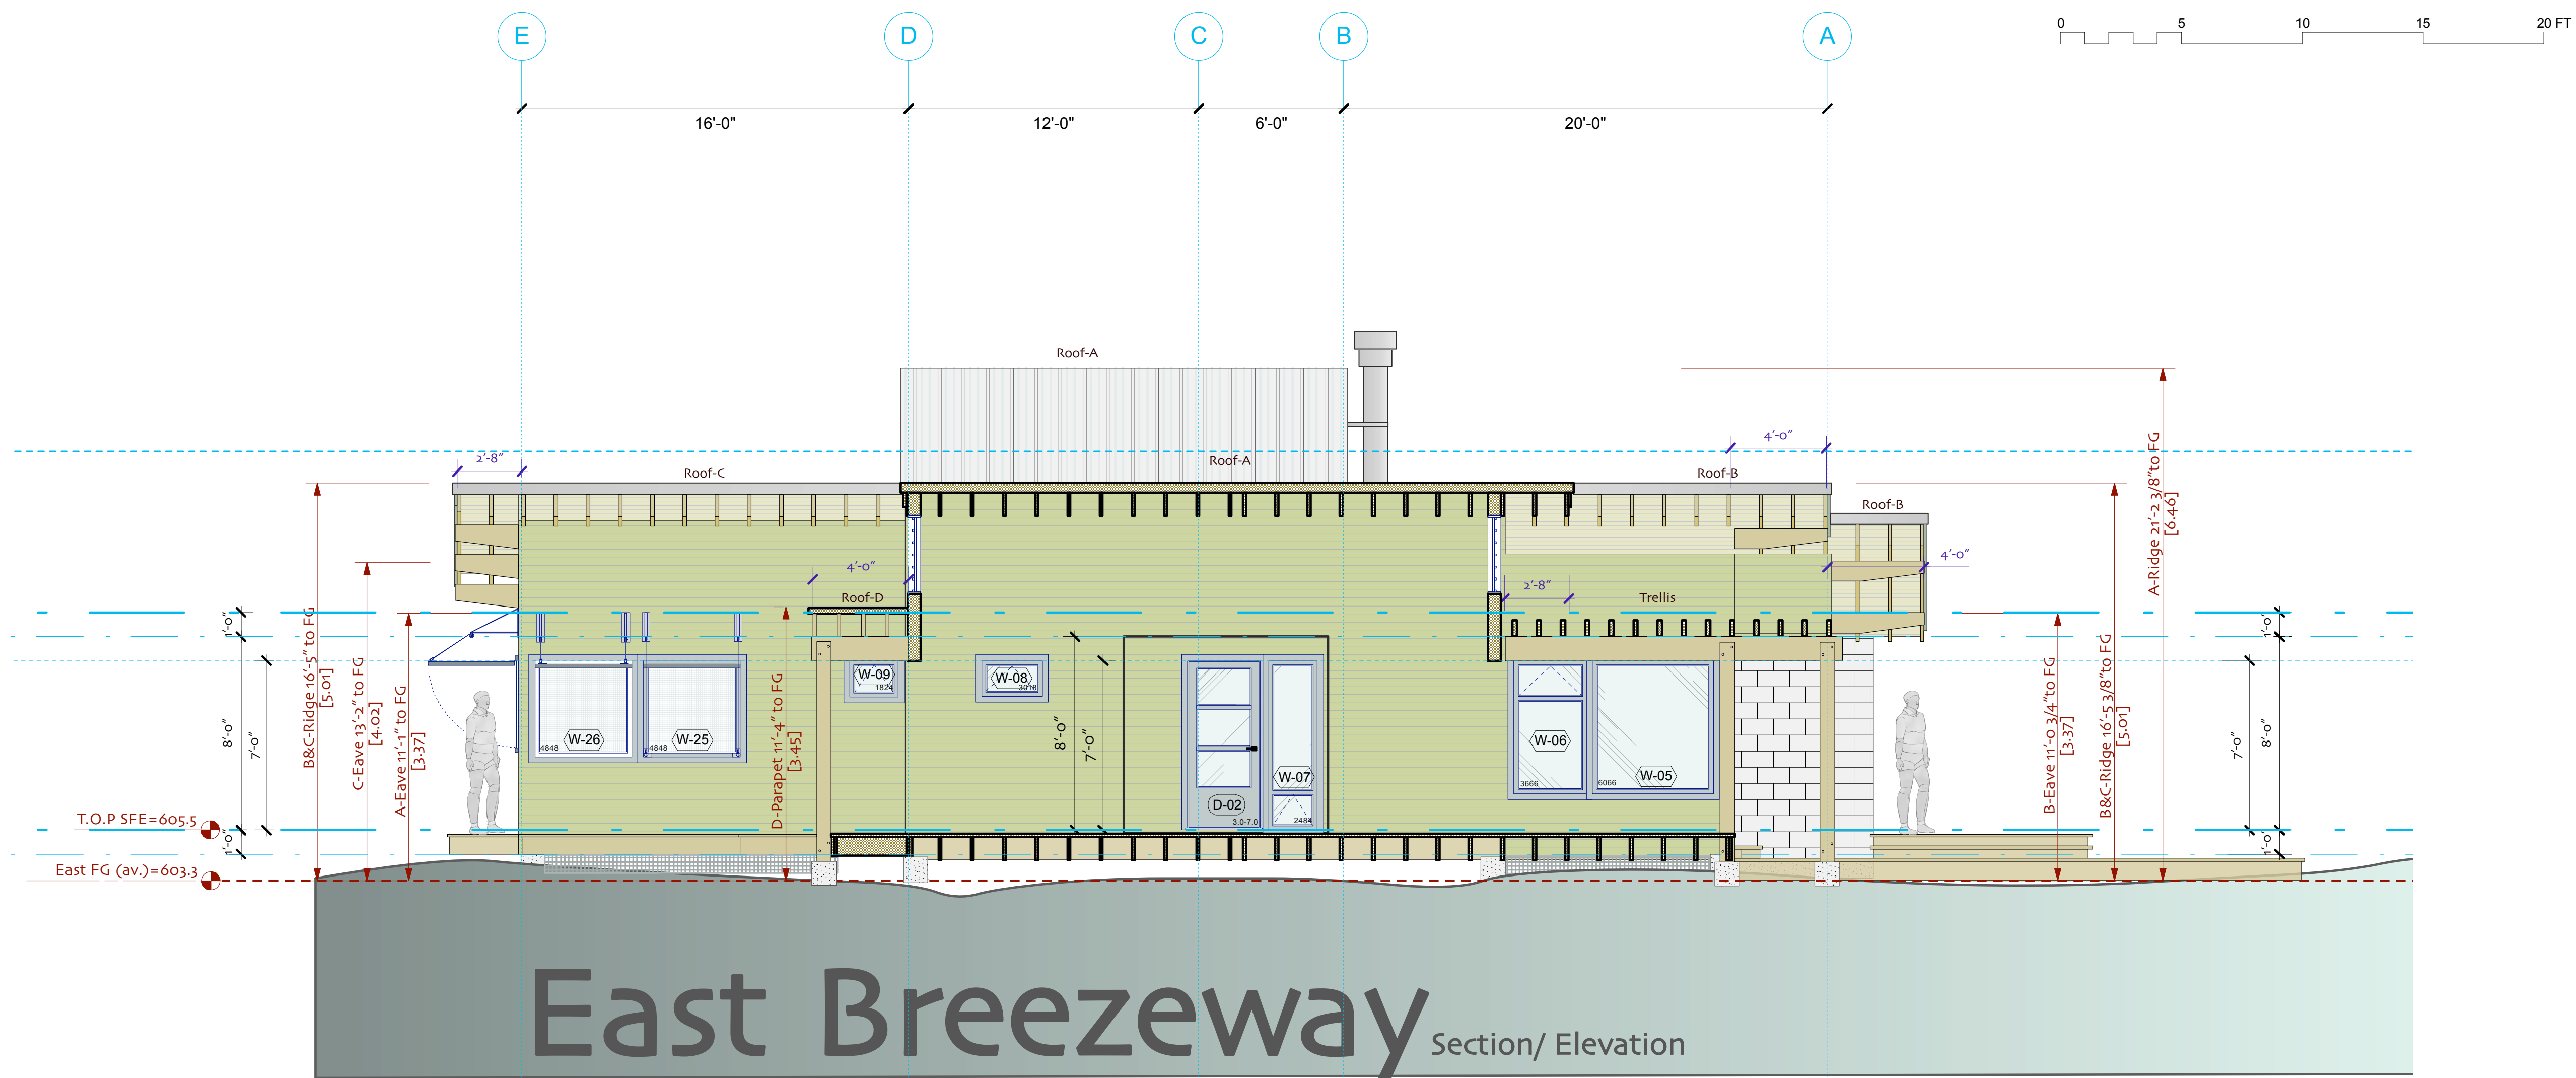 E
D
C
B
A
0 5 10 15 20 FT
16'-0"
12'-0"
6'-0"
20'-0"
Roof-A
4'-0"
2'-8"
Roof-C
Roof-A
Roof-B
Roof-B
A-Ridge 21'-2 3/8"to FG
[6.46]
4'-0"
4'-0"
2'-8"
Roof-D
Trellis
1'-0"
1'-0"
B&C-Ridge 16'-5" to FG
[5.01]
C-Eave 13'-2" to FG
[4.02]
A-Eave 11'-1" to FG
[3.37]
D-Parapet 11'-4" to FG
[3.45]
B-Eave 11'-0 3/4"to FG
[3.37]
B&C-Ridge 16'-5 3/8"to FG
[5.01]
W-09
1824
W-08
3016
8'-0"
7'-0"
W-26
4848
W-25
4848
8'-0"
7'-0"
W-06
3666
W-05
6066
W-07
2484
D-02
3.0-7.0
7'-0"
8'-0"
T.O.P SFE=605.5
1'-0"
1'-0"
East FG (av.)=603.3
East Breezeway
Section/ Elevation